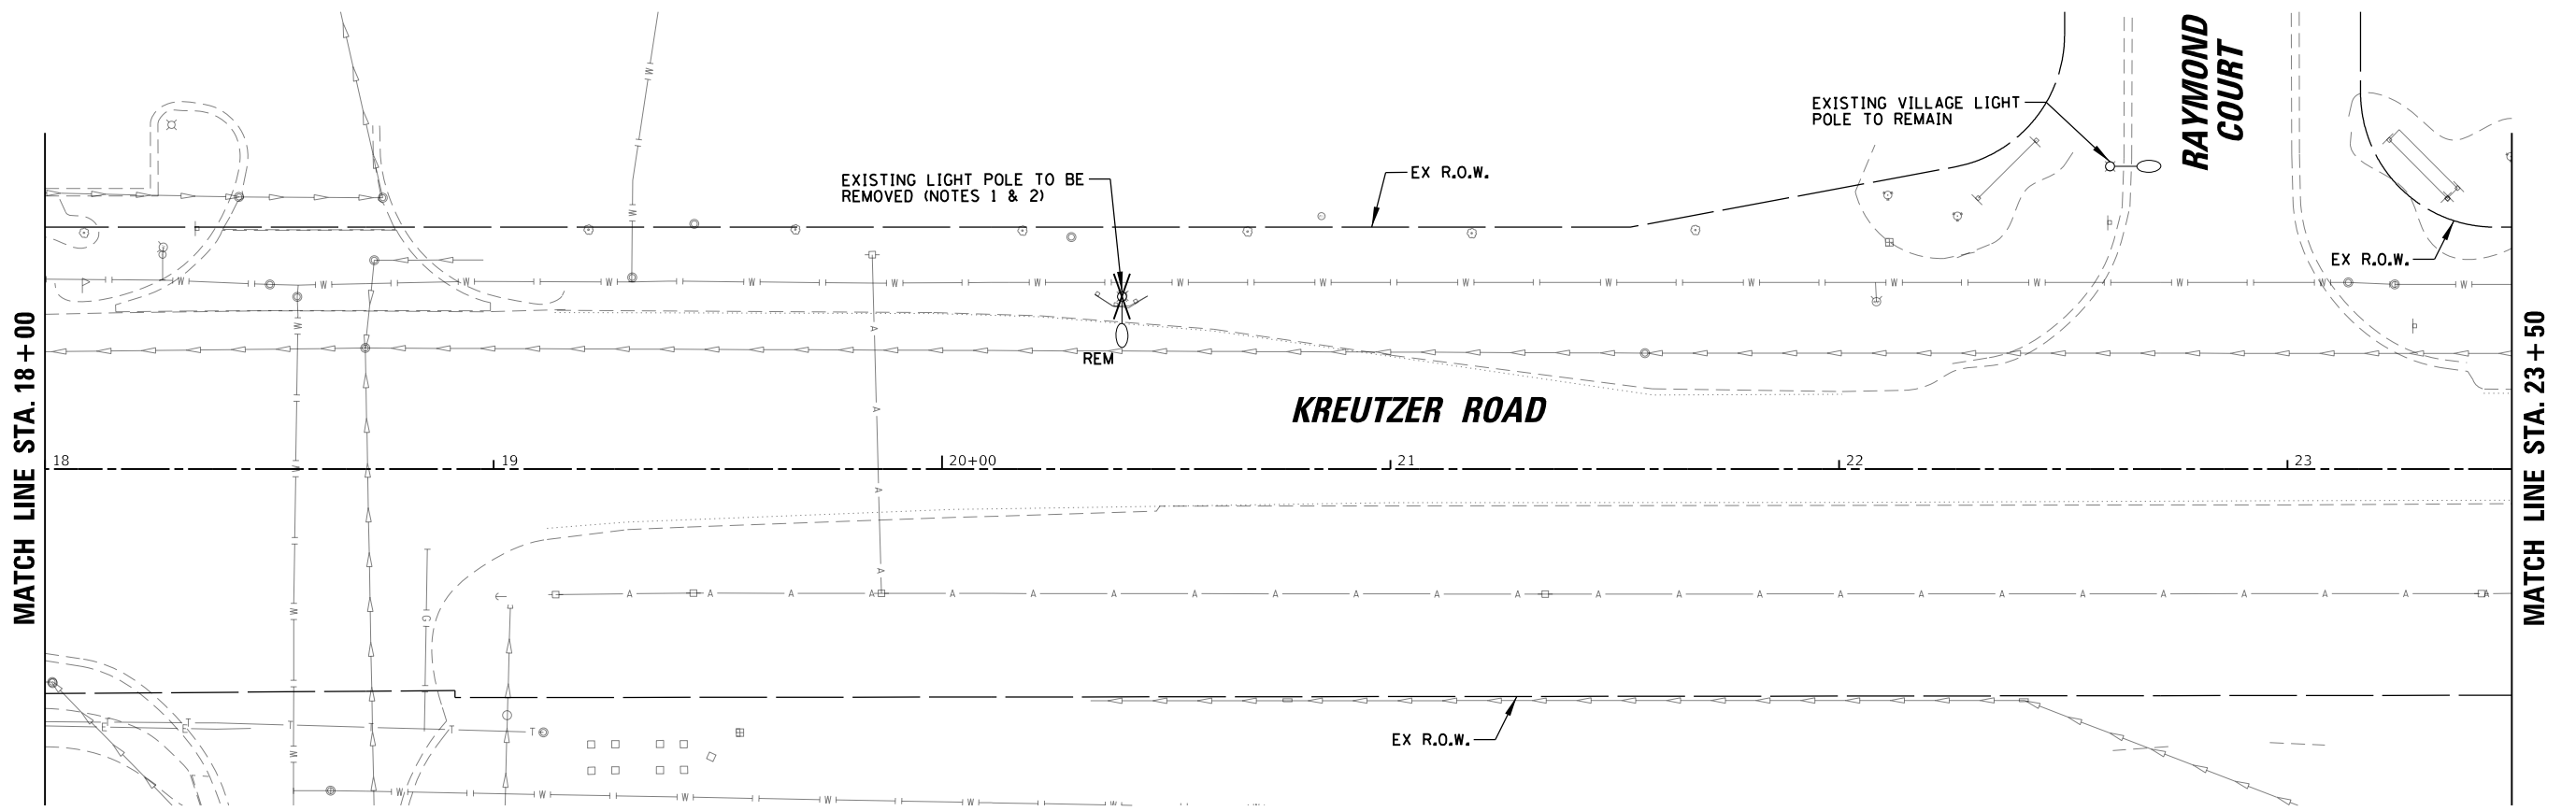 RAYMOND
COURT
EXISTING VILLAGE LIGHT
POLE TO REMAIN
EXISTING LIGHT POLE TO BE
REMOVED (NOTES 1 & 2)
EX R.O.W.
EX R.O.W.
REM
KREUTZER ROAD
MATCH LINE STA. 18+00
MATCH LINE STA. 23+50
18
19
20+00
21
22
23
EX R.O.W.